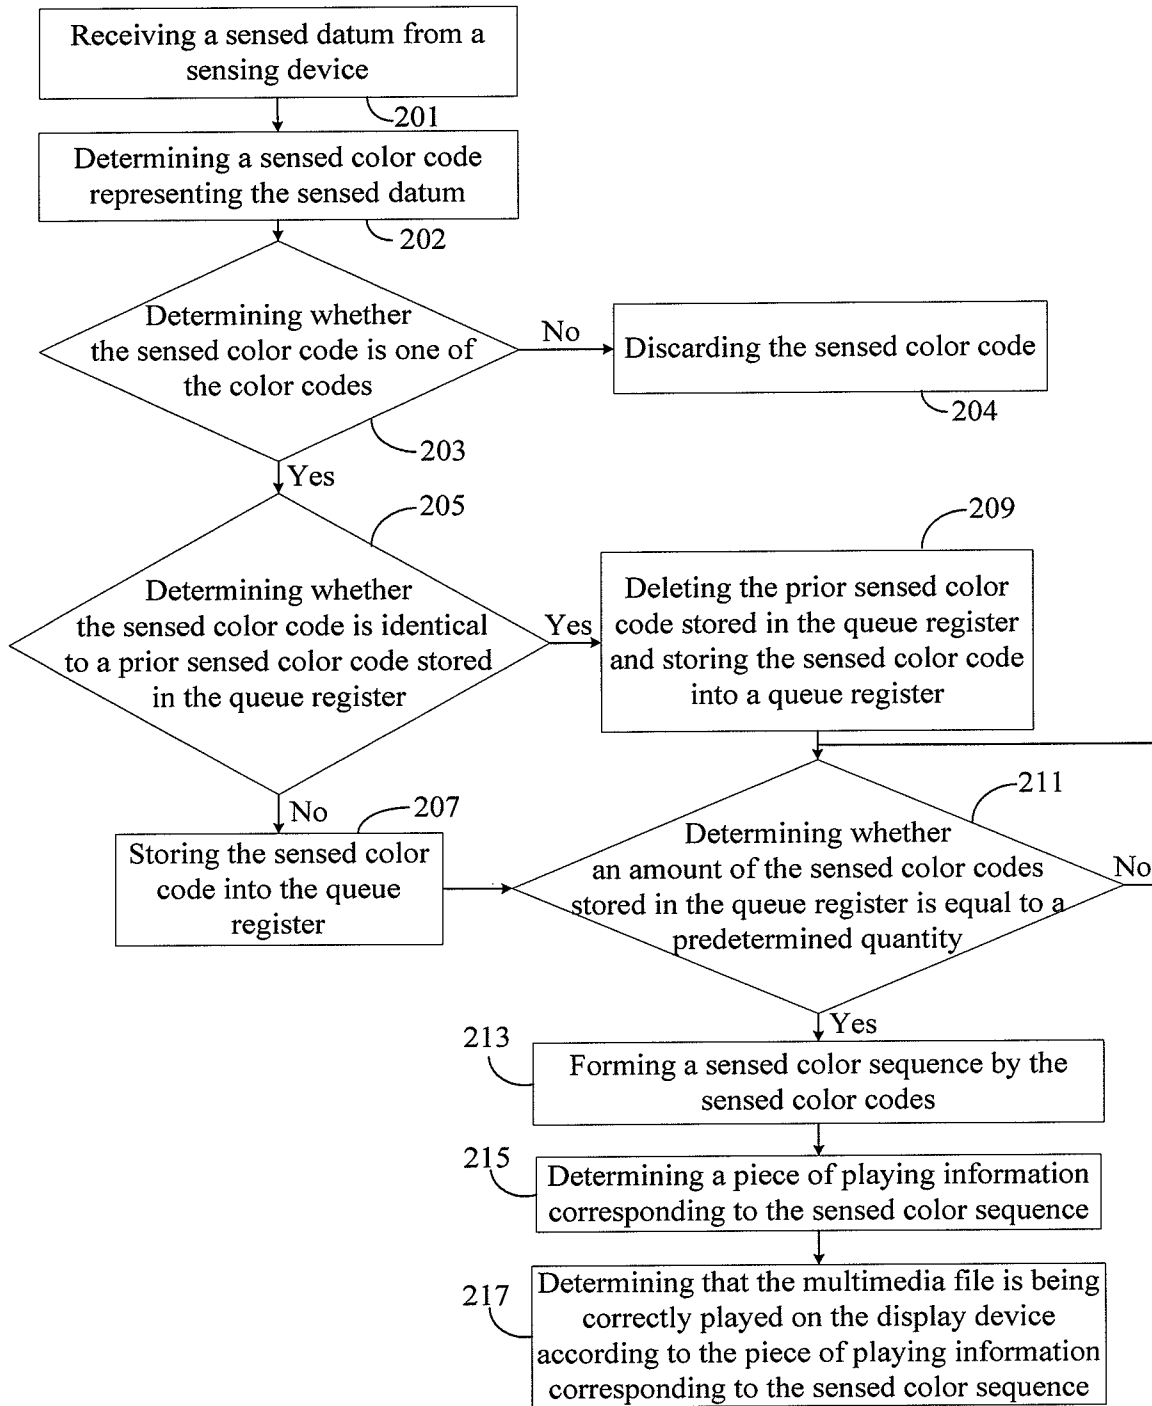 Receiving a sensed datum from a
sensing device
201
Determining a sensed color code
representing the sensed datum
202
Determining whether
the sensed color code is one of
the color codes
203
No
Discarding the sensed color code
204
Yes
205
Determining whether
the sensed color code is identical
to a prior sensed color code stored
in the queue register
Yes
209
Deleting the prior sensed color
code stored in the queue register
and storing the sensed color code
into a queue register
No
207
Storing the sensed color
code into the queue
register
211
Determining whether
an amount of the sensed color codes
stored in the queue register is equal to a
predetermined quantity
No
Yes
213
Forming a sensed color sequence by the
sensed color codes
215
Determining a piece of playing information
corresponding to the sensed color sequence
217
Determining that the multimedia file is being
correctly played on the display device
according to the piece of playing information
corresponding to the sensed color sequence